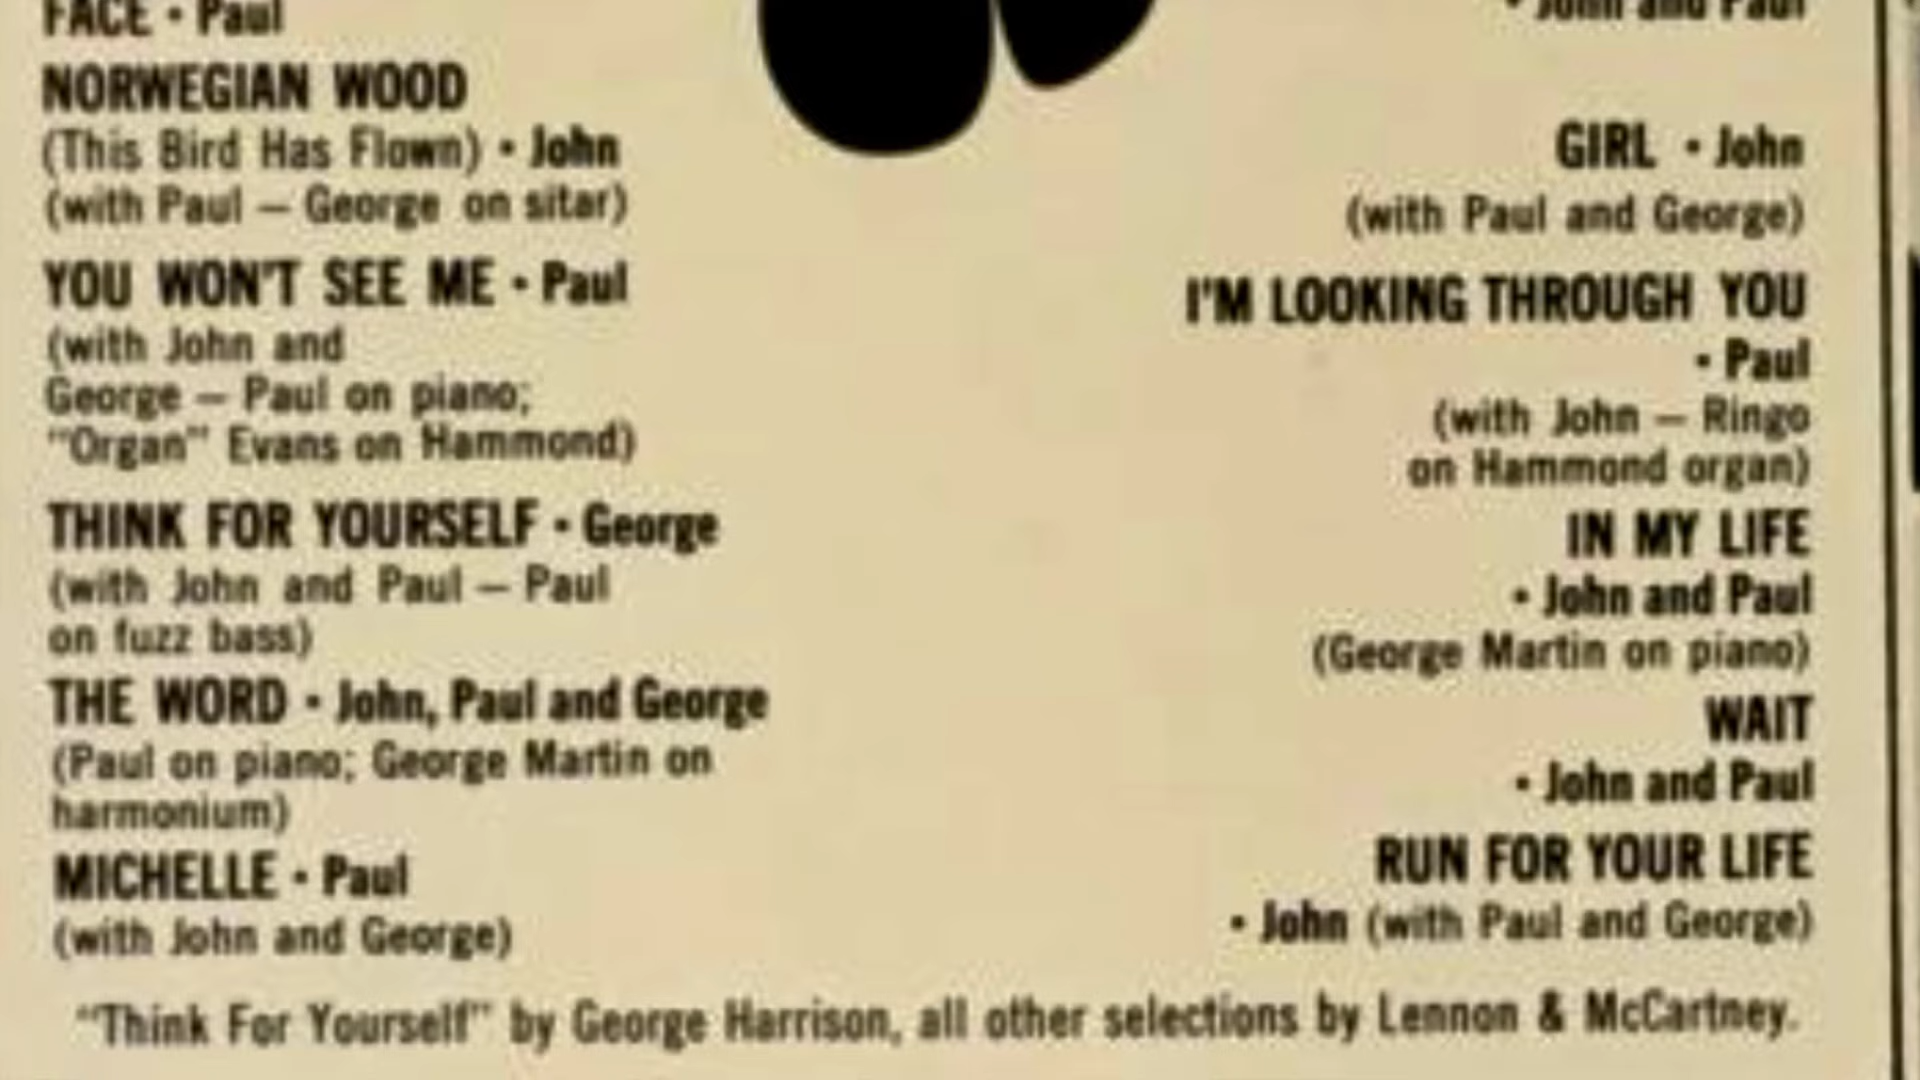 FACE • Paul
NORWEGIAN WOOD
(This Bird Has Flown) • John
(with Paul – George on sitar)
YOU WON'T SEE ME • Paul
(with John and
George – Paul on piano;
"Organ" Evans on Hammond)
THINK FOR YOURSELF • George
(with John and Paul – Paul
on fuzz bass)
THE WORD • John, Paul and George
(Paul on piano; George Martin on
harmonium)
MICHELLE • Paul
(with John and George)
• John and Paul
GIRL • John
(with Paul and George)
I'M LOOKING THROUGH YOU
• Paul
(with John – Ringo
on Hammond organ)
IN MY LIFE
• John and Paul
(George Martin on piano)
WAIT
• John and Paul
RUN FOR YOUR LIFE
• John (with Paul and George)
"Think For Yourself" by George Harrison, all other selections by Lennon & McCartney.